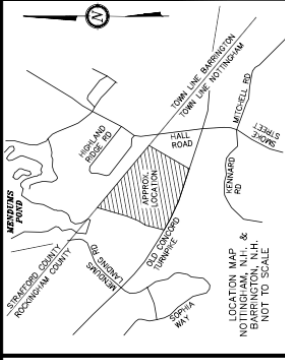 N
MENDUMS
POND
STRAFFORD COUNTY
ROCKINGHAM COUNTY
HIGHLAND
RIDGE RD
TOWN LINE BARRINGTON
TOWN LINE NOTTINGHAM
MENDUMS
LANDING RD
APPROX.
LOCATION
HALL
ROAD
OLD CONCORD
TURNPIKE
MITCHELL RD
SMOKE
STREET
KENNARD
RD
SOPHIA
WAY
LOCATION MAP
NOTTINGHAM, N.H. &
BARRINGTON, N.H.
NOT TO SCALE